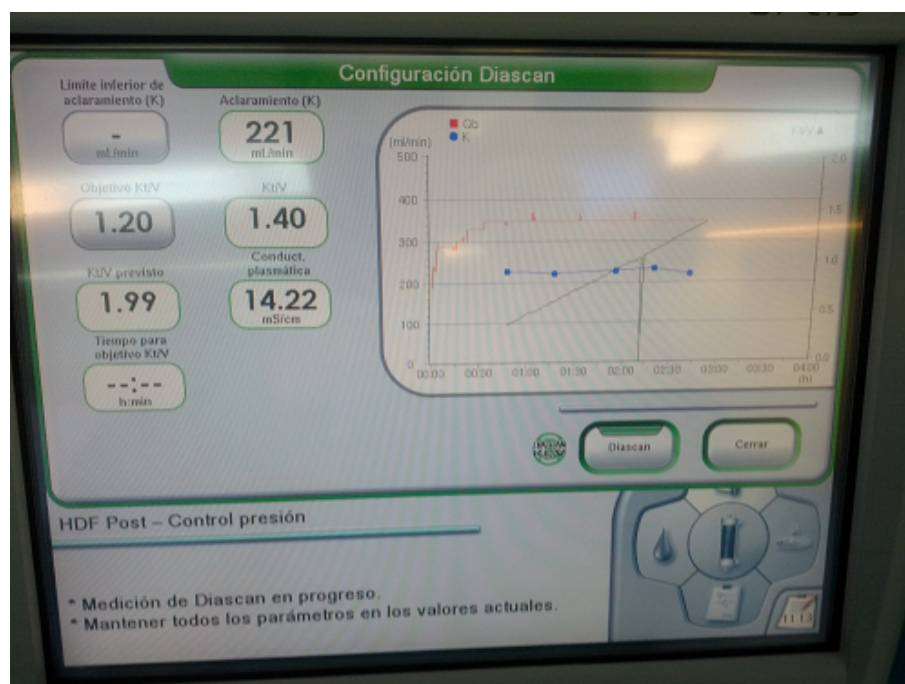 Configuración Diascan
Límite inferior de
aclaramiento (K)
-
mL/min
Aclaramiento (K)
221
mL/min
Objetivo Kt/V
1.20
Kt/V
1.40
Kt/V previsto
1.99
Conduct.
plasmática
14.22
mS/cm
Tiempo para
objetivo Kt/V
--:--
h:min
Qb
K
(ml/min)
Kt/V
500
400
300
200
100
0
2.0
1.5
1.0
0.5
0.0
00:00 00:30 01:00 01:30 02:00 02:30 03:00 03:30 04:00
(h)
Diascan
Cerrar
HDF Post – Control presión
* Medición de Diascan en progreso.
* Mantener todos los parámetros en los valores actuales.
11:13